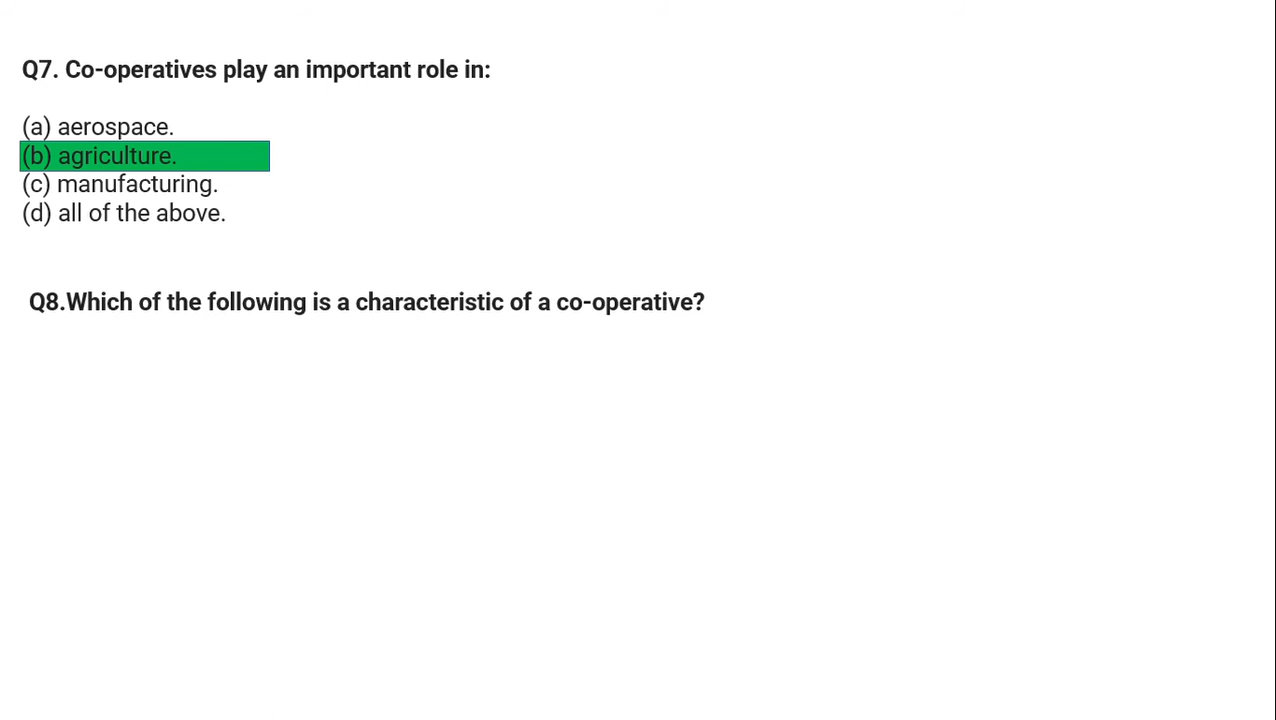 Q7. Co-operatives play an important role in:
(a) aerospace.
(b) agriculture.
(c) manufacturing.
(d) all of the above.
Q8.Which of the following is a characteristic of a co-operative?